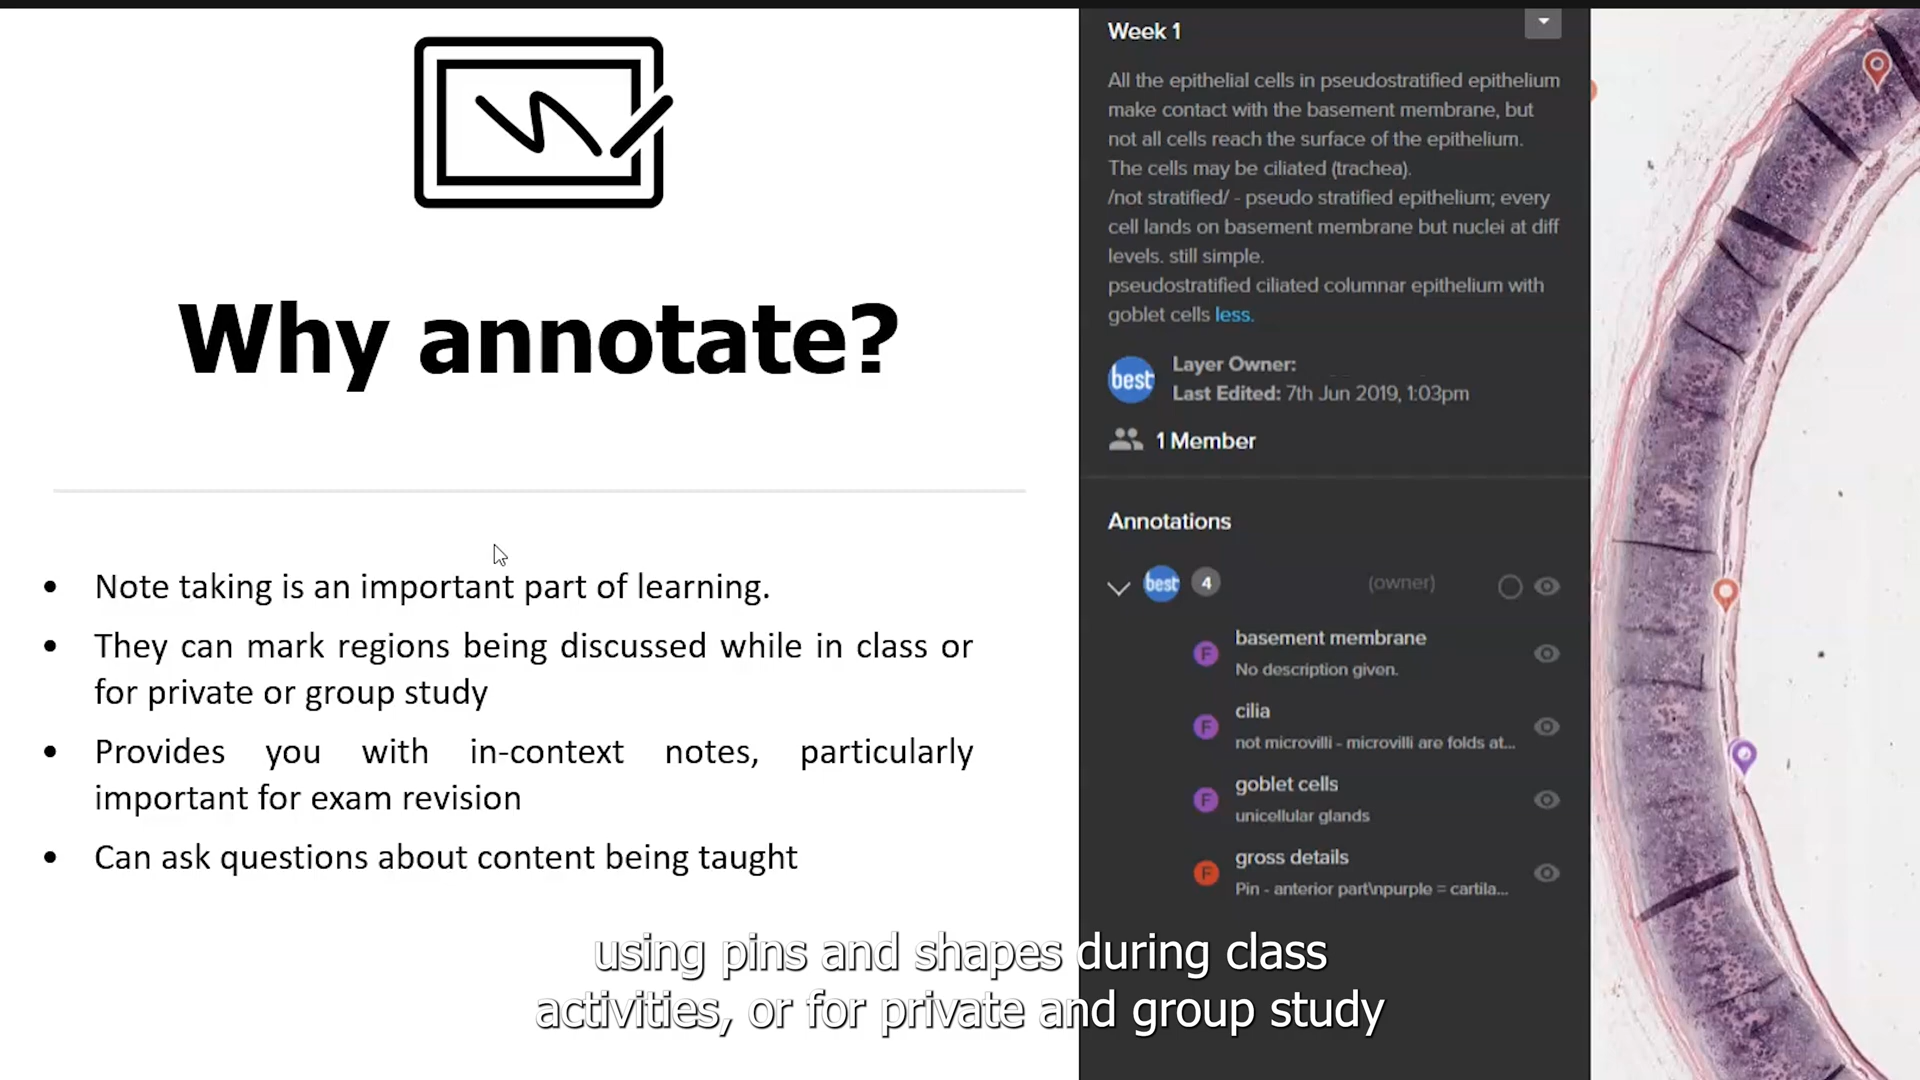 Why annotate?
• Note taking is an important part of learning.
• They can mark regions being discussed while in class or
for private or group study
• Provides you with in-context notes, particularly
important for exam revision
• Can ask questions about content being taught
Week 1
All the epithelial cells in pseudostratified epithelium
make contact with the basement membrane, but
not all cells reach the surface of the epithelium.
The cells may be ciliated (trachea).
/not stratified/ - pseudo stratified epithelium; every
cell lands on basement membrane but nuclei at diff
levels. still simple.
pseudostratified ciliated columnar epithelium with
goblet cells less.
best
Layer Owner:
Last Edited: 7th Jun 2019, 1:03pm
1 Member
Annotations
best 4 (owner)
F basement membrane
No description given.
F cilia
not microvilli - microvilli are folds at...
F goblet cells
unicellular glands
F gross details
Pin - anterior part\npurple = cartila...
using pins and shapes during class
activities, or for private and group study